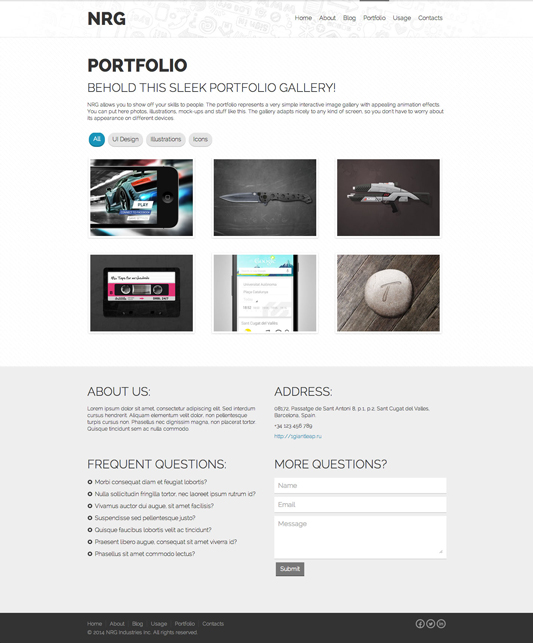 NRG
Home About Blog Portfolio Usage Contacts
PORTFOLIO
BEHOLD THIS SLEEK PORTFOLIO GALLERY!
NRG allows you to show off your skills to people. The portfolio represents a very simple interactive image gallery with appealing animation effects.
You can put here photos, illustrations, mock-ups and stuff like this. The gallery adapts nicely to any kind of screen, so you don't have to worry about
its appearance on different devices.
All UI Design Illustrations Icons
PLAY
Sant Cugat del Valles
ABOUT US:
Lorem ipsum dolor sit amet, consectetur adipiscing elit. Sed interdum
cursus hendrerit. Aliquam elementum velit dolor, non pellentesque
turpis cursus non. Phasellus nec dignissim magna, non placerat tortor.
Quisque tincidunt sem ac nulla commodo
ADDRESS:
08172, Passatge de Sant Antoni 8, p.1, p.2, Sant Cugat del Valles,
Barcelona, Spain
+34 123 456 789
FREQUENT QUESTIONS:
Morbi consequat diam et feugiat lobortis?
Nulla sollicitudin fringilla tortor, nec laoreet ipsum rutrum id?
Vivamus auctor dui augue, sit amet facilisis?
Suspendisse sed pellentesque justo?
Quisque faucibus lobortis velit ac tincidunt?
Praesent libero augue, consequat sit amet viverra id?
Phasellus sit amet commodo lectus?
MORE QUESTIONS?
Name
Email
Message
Submit
Home About Blog Usage Portfolio Contacts
© 2014 NRG Industries Inc. All rights reserved.